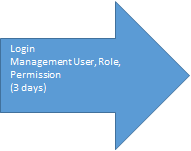 Login
Management User, Role,
Permission
(3 days)